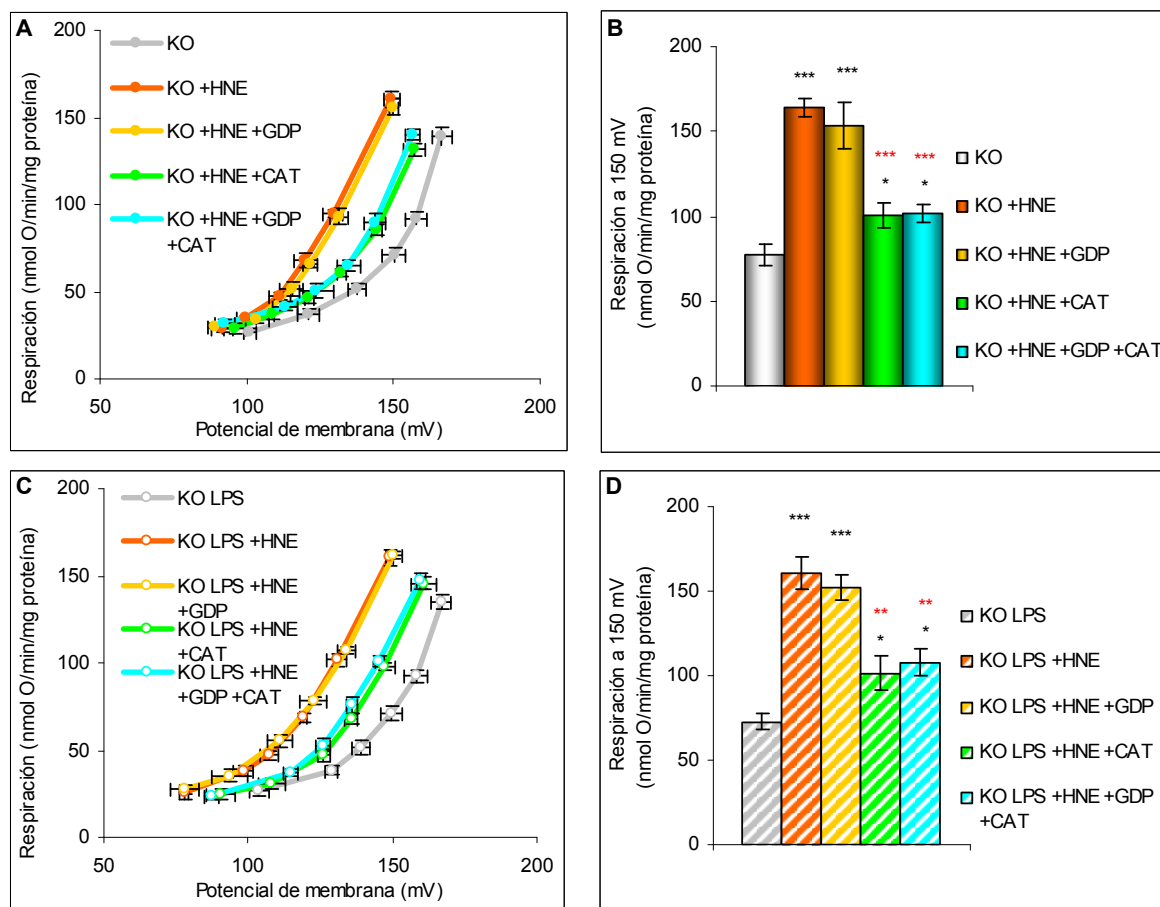 A
200
150
100
50
0
50
100
150
200
Respiración (nmol O/min/mg proteína)
Potencial de membrana (mV)
KO
KO +HNE
KO +HNE +GDP
KO +HNE +CAT
KO +HNE +GDP
+CAT
B
200
150
100
50
0
Respiración a 150 mV
(nmol O/min/mg proteína)
***
***
***
***
*
*
KO
KO +HNE
KO +HNE +GDP
KO +HNE +CAT
KO +HNE +GDP +CAT
C
200
150
100
50
0
50
100
150
200
Respiración (nmol O/min/mg proteína)
Potencial de membrana (mV)
KO LPS
KO LPS +HNE
KO LPS +HNE
+GDP
KO LPS +HNE
+CAT
KO LPS +HNE
+GDP +CAT
D
200
150
100
50
0
Respiración a 150 mV
(nmol O/min/mg proteína)
***
***
**
**
*
*
KO LPS
KO LPS +HNE
KO LPS +HNE +GDP
KO LPS +HNE +CAT
KO LPS +HNE +GDP
+CAT